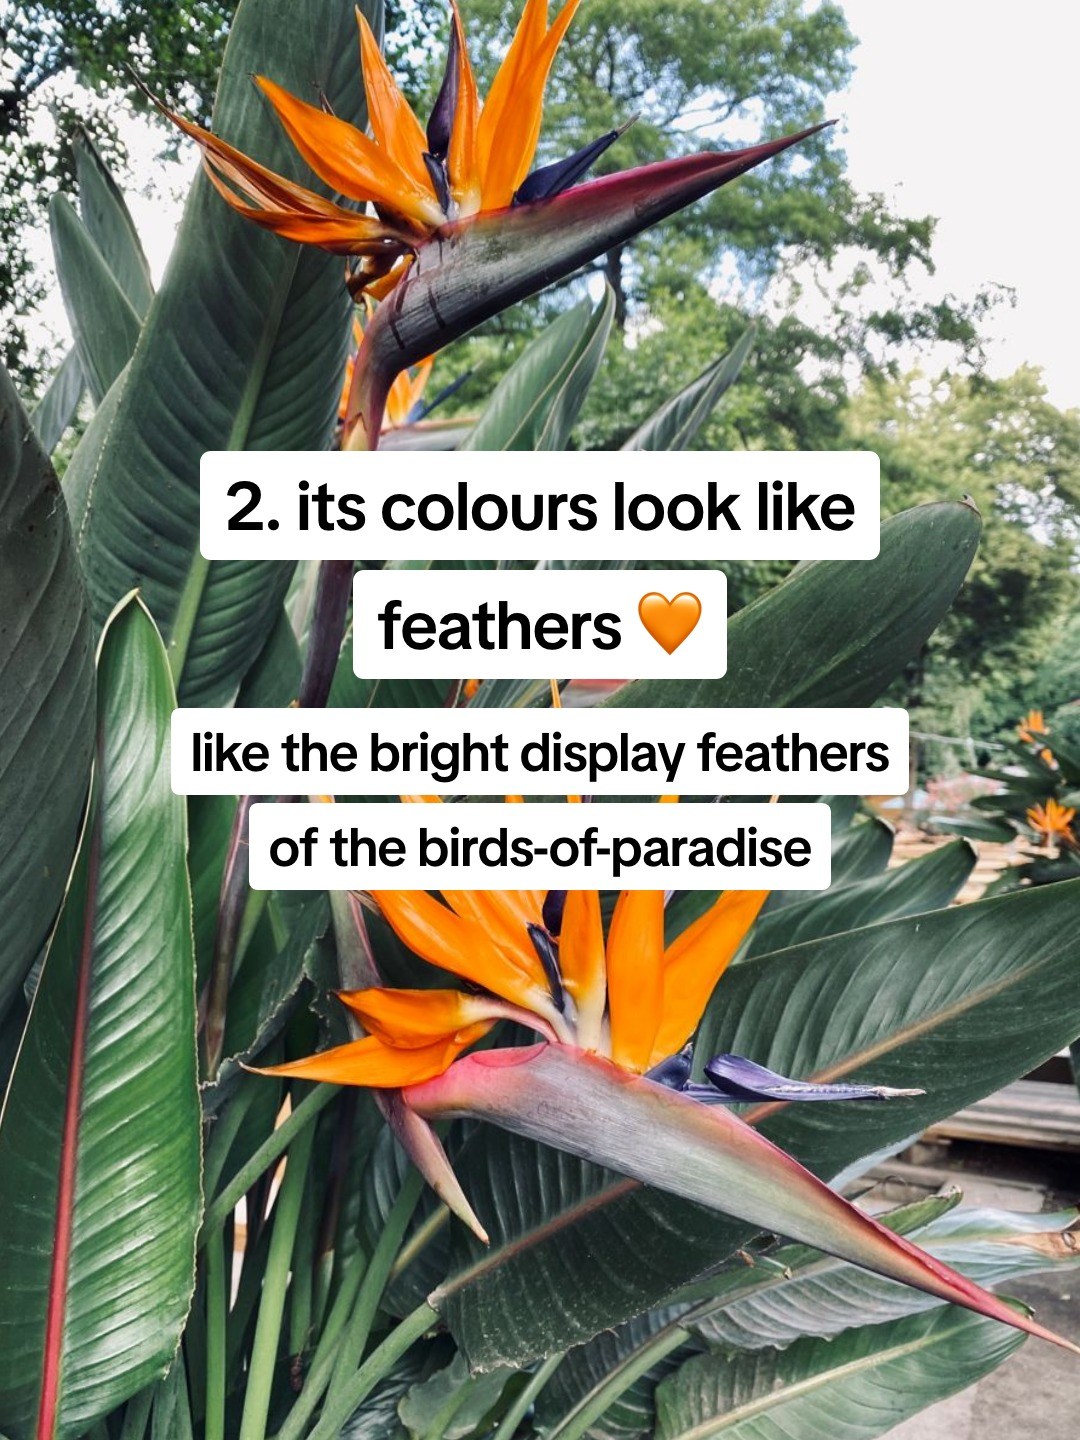 2. its colours look like
feathers 🧡
like the bright display feathers
of the birds-of-paradise